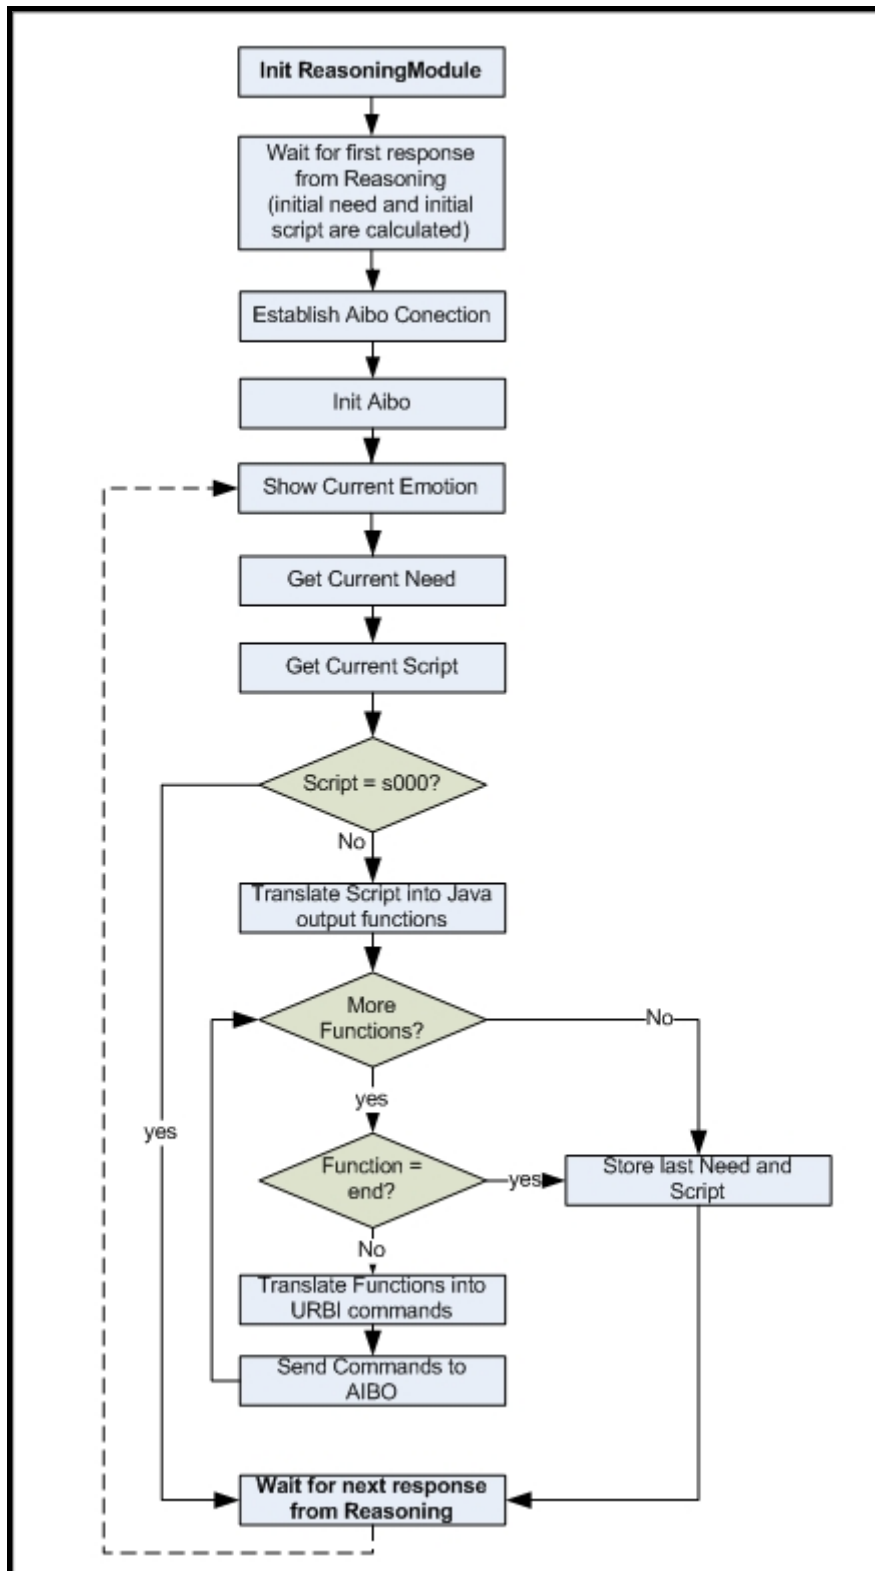 Init ReasoningModule
Wait for first response
from Reasoning
(initial need and initial
script are calculated)
Establish Aibo Conection
Init Aibo
Show Current Emotion
Get Current Need
Get Current Script
Script = s000?
No
Translate Script into Java
output functions
More
Functions?
No
yes
yes
Function =
end?
yes
Store last Need and
Script
No
Translate Functions into
URBI commands
Send Commands to
AIBO
Wait for next response
from Reasoning